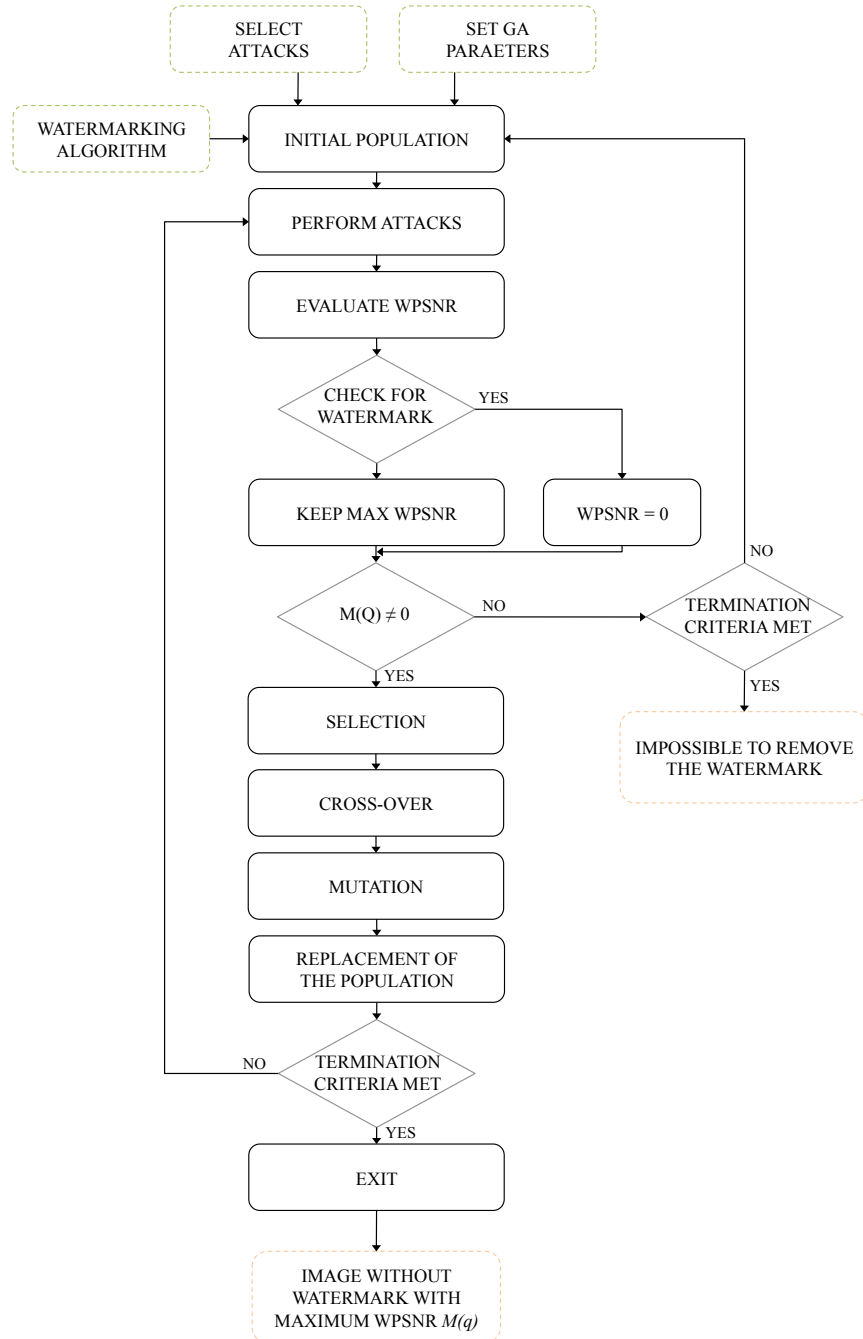 SELECT
ATTACKS
SET GA
PARAETERS
WATERMARKING
ALGORITHM
INITIAL POPULATION
PERFORM ATTACKS
EVALUATE WPSNR
CHECK FOR
WATERMARK
YES
KEEP MAX WPSNR
WPSNR = 0
NO
M(Q) ≠ 0
NO
TERMINATION
CRITERIA MET
YES
YES
SELECTION
IMPOSSIBLE TO REMOVE
THE WATERMARK
CROSS-OVER
MUTATION
REPLACEMENT OF
THE POPULATION
NO
TERMINATION
CRITERIA MET
YES
EXIT
IMAGE WITHOUT
WATERMARK WITH
MAXIMUM WPSNR M(q)